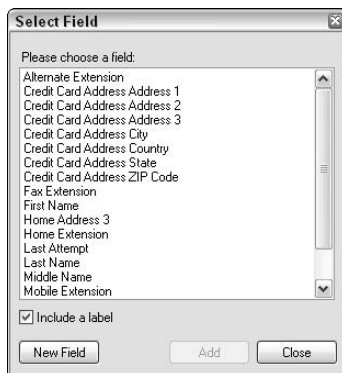 Select Field
Please choose a field:
Alternate Extension
Credit Card Address Address 1
Credit Card Address Address 2
Credit Card Address Address 3
Credit Card Address City
Credit Card Address Country
Credit Card Address State
Credit Card Address ZIP Code
Fax Extension
First Name
Home Address 3
Home Extension
Last Attempt
Last Name
Middle Name
Mobile Extension
Include a label
New Field Add Close